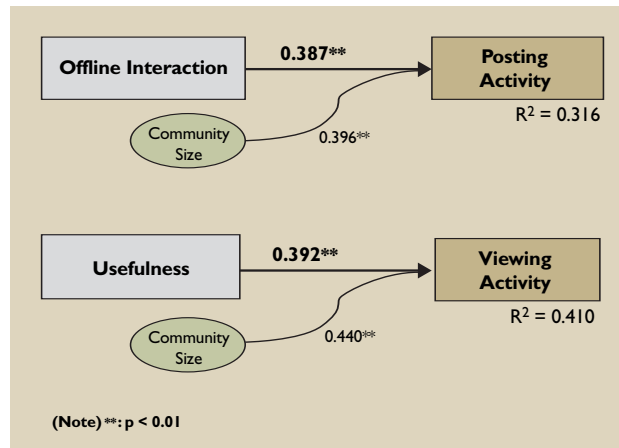 0.387**
Offline Interaction
Posting
Activity
R² = 0.316
Community
Size
0.396**
0.392**
Usefulness
Viewing
Activity
R² = 0.410
Community
Size
0.440**
(Note) **: p < 0.01